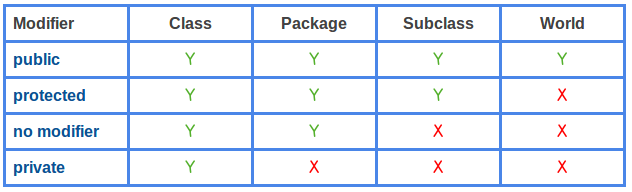 Modifier Class Package Subclass World
public Y Y Y Y
protected Y Y Y X
no modifier Y Y X X
private Y X X X